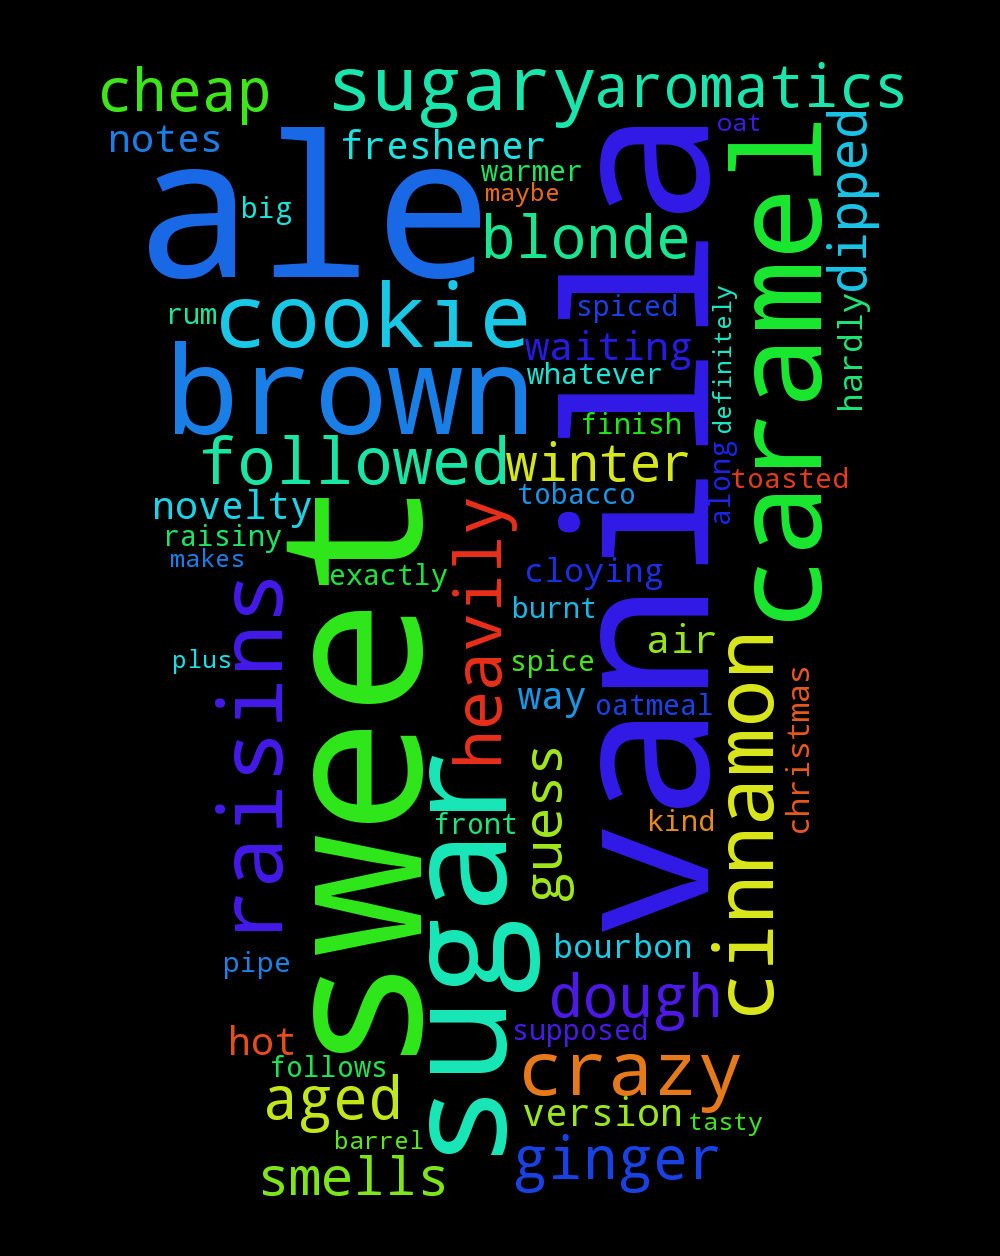 cheap
sugary
aromatics
notes
ale
freshener
vanilla
oat
caramel
dipped
warmer
maybe
big
blonde
rum
cookie
spiced
definitely
hardly
waiting
brown
whatever
finish
followed
winter
along
toasted
novelty
tobacco
raisiny
sweet
heavily
makes
exactly
cloying
raisins
burnt
air
cinnamon
plus
spice
way
oatmeal
christmas
sugar
guess
front
kind
pipe
bourbon
dough
hot
supposed
follows
crazy
aged
version
tasty
barrel
ginger
smells